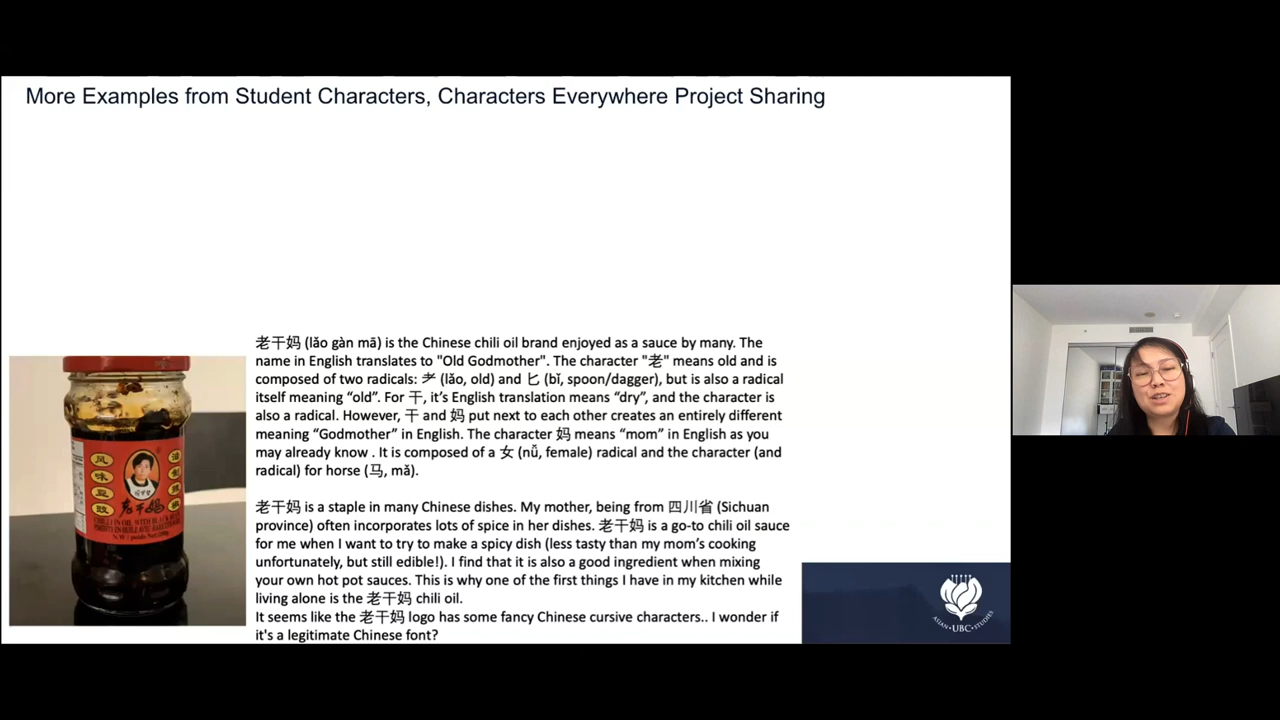 More Examples from Student Characters, Characters Everywhere Project Sharing
老干妈 (lǎo gàn mā) is the Chinese chili oil brand enjoyed as a sauce by many. The
name in English translates to "Old Godmother". The character "老" means old and is
composed of two radicals: 耂 (lǎo, old) and 匕 (bǐ, spoon/dagger), but is also a radical
itself meaning “old”. For 干, it’s English translation means “dry”, and the character is
also a radical. However, 干 and 妈 put next to each other creates an entirely different
meaning “Godmother” in English. The character 妈 means “mom” in English as you
may already know . It is composed of a 女 (nǚ, female) radical and the character (and
radical) for horse (马, mǎ).
老干妈 is a staple in many Chinese dishes. My mother, being from 四川省 (Sichuan
province) often incorporates lots of spice in her dishes. 老干妈 is a go-to chili oil sauce
for me when I want to try to make a spicy dish (less tasty than my mom’s cooking
unfortunately, but still edible!). I find that it is also a good ingredient when mixing
your own hot pot sauces. This is why one of the first things I have in my kitchen while
living alone is the 老干妈 chili oil.
It seems like the 老干妈 logo has some fancy Chinese cursive characters.. I wonder if
it's a legitimate Chinese font?
风味豆豉
老干妈
CHILI IN OIL WITH BLACK
ASIAN • UBC • STUDIES